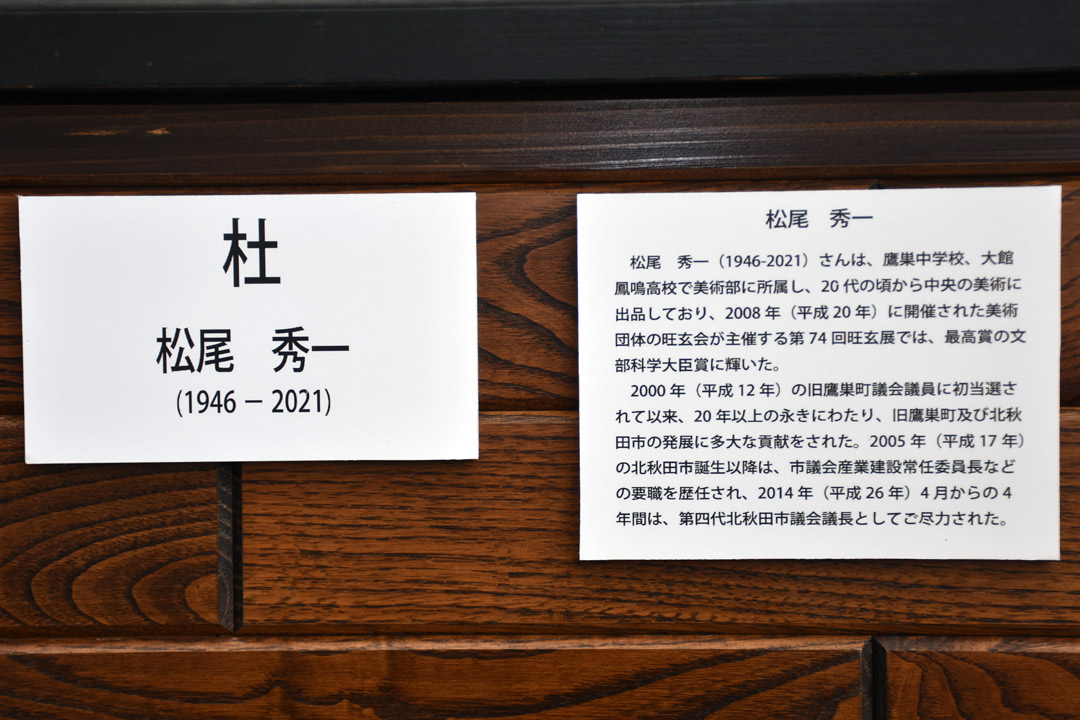 杜
松尾　秀一
(1946 − 2021)
松尾　秀一
松尾　秀一（1946-2021）さんは、鷹巣中学校、大館
鳳鳴高校で美術部に所属し、20 代の頃から中央の美術に
出品しており、2008 年（平成 20 年）に開催された美術
団体の旺玄会が主催する第 74 回旺玄展では、最高賞の文
部科学大臣賞に輝いた。
2000 年（平成 12 年）の旧鷹巣町議会議員に初当選さ
れて以来、20 年以上の永きにわたり、旧鷹巣町及び北秋
田市の発展に多大な貢献をされた。2005 年（平成 17 年）
の北秋田市誕生以降は、市議会産業建設常任委員長など
の要職を歴任され、2014 年（平成 26 年）4 月からの 4
年間は、第四代北秋田市議会議長としてご尽力された。